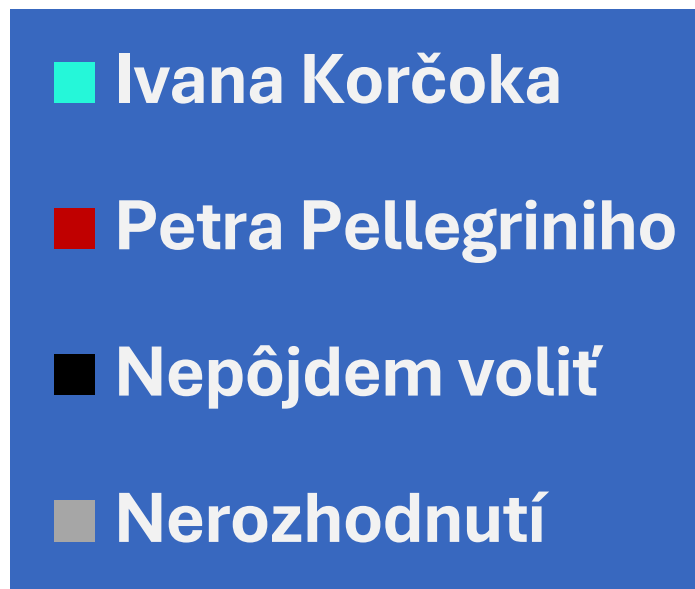 Ivana Korčoka
Petra Pellegriniho
Nepôjdem voliť
Nerozhodnutí